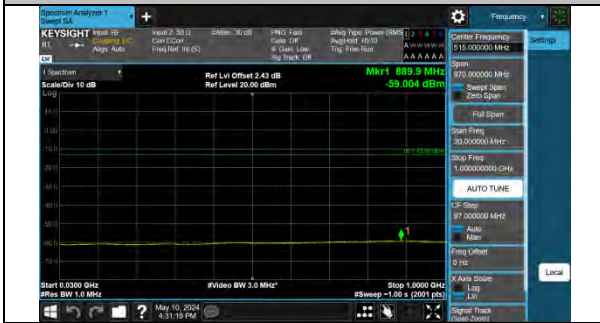 Spectrum Analyzer 1
Swept SA
Frequency
KEYSIGHT
Input: RF
Coupling: DC
Align: Auto
Input Z: 50 Ω
Corr CCorr
Freq Ref: Int (S)
#Atten: 30 dB
PNO: Fast
Gate: Off
IF Gain: Low
Sig Track: Off
#Avg Type: Power (RMS
Trig: Free Run
A W W W W W
A A A A A A
1 Spectrum
Scale/Div 10 dB
Log
Ref Lvl Offset 2.43 dB
Ref Level 20.00 dBm
Mkr1 889.9 MHz
-59.004 dBm
1
Start 0.0300 GHz
#Res BW 1.0 MHz
#Video BW 3.0 MHz*
Stop 1.0000 GHz
#Sweep ~1.00 s (2001 pts)
May 10, 2024
4:31:19 PM
Center Frequency
515.000000 MHz
Settings
Span
970.000000 MHz
Swept Span
Zero Span
Full Span
Start Freq
30.000000 MHz
Stop Freq
1.000000000 GHz
AUTO TUNE
CF Step
97.000000 MHz
Auto
Man
Freq Offset
0 Hz
X Axis Scale
Log
Lin
Signal Track
(Span Zoom)
Local